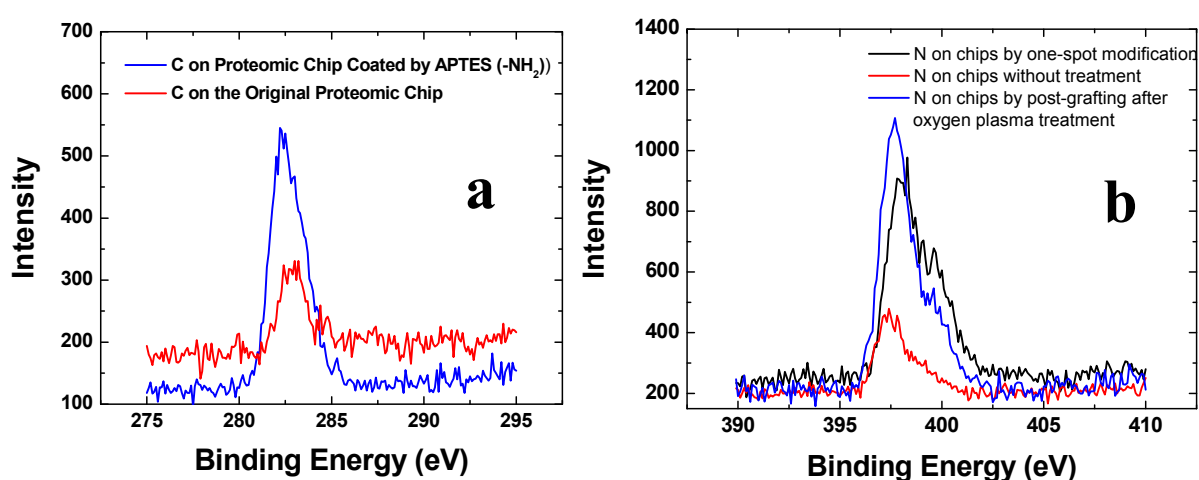 700
600
500
400
300
200
100
275
280
285
290
295
C on Proteomic Chip Coated by APTES (-NH₂))
C on the Original Proteomic Chip
a
Intensity
Binding Energy (eV)
1400
1200
1000
800
600
400
200
390
395
400
405
410
N on chips by one-spot modification
N on chips without treatment
N on chips by post-grafting after
oxygen plasma treatment
b
Intensity
Binding Energy (eV)